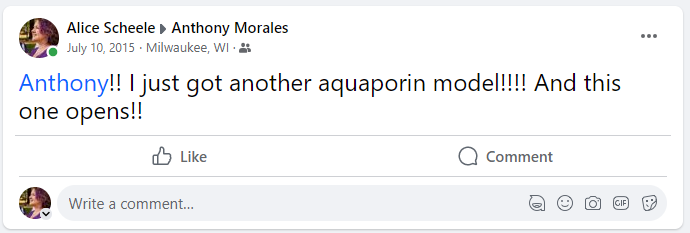 Alice Scheele Anthony Morales
July 10, 2015 · Milwaukee, WI ·
Anthony!! I just got another aquaporin model!!!! And this
one opens!!
Like Comment
Write a comment...
GIF